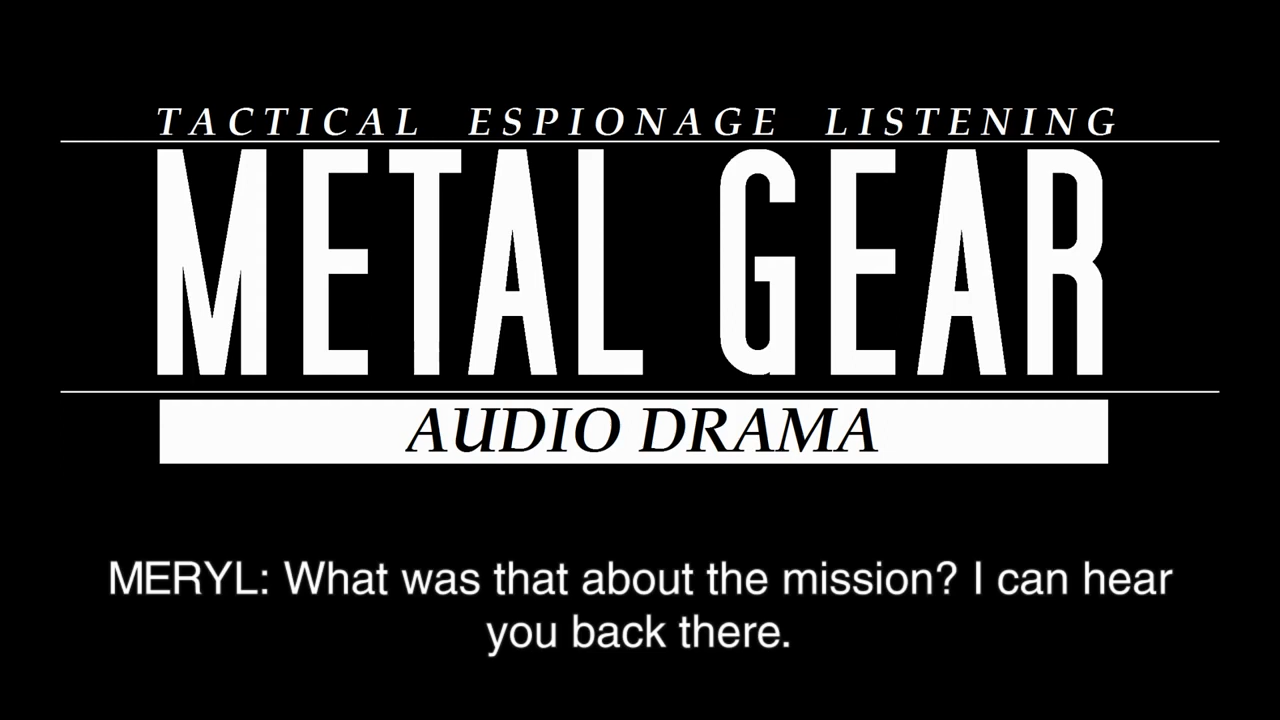 TACTICAL ESPIONAGE LISTENING
METAL GEAR
AUDIO DRAMA
MERYL: What was that about the mission? I can hear
you back there.